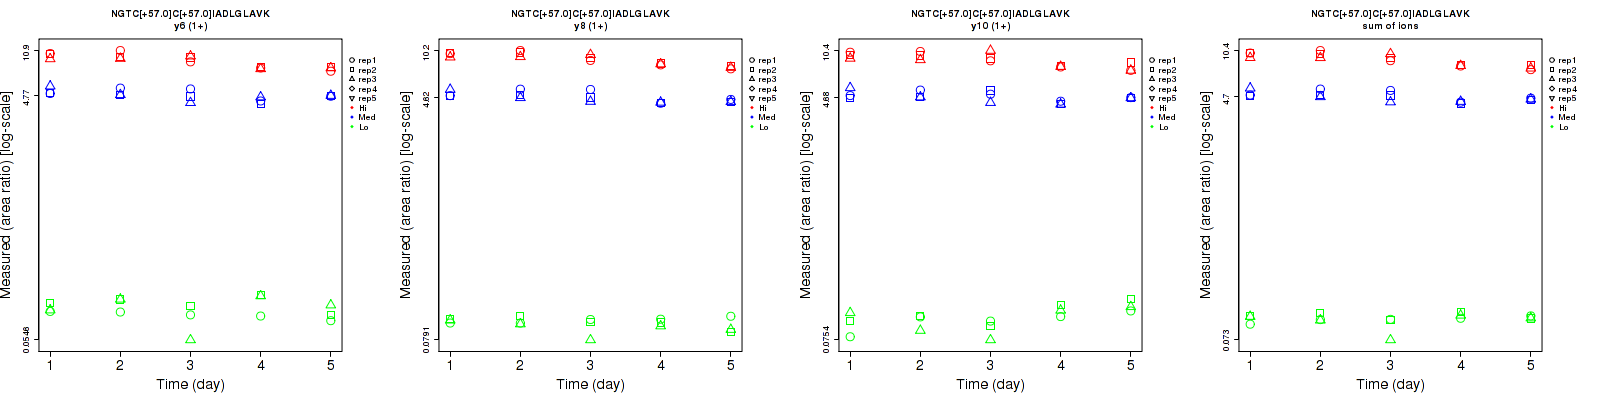 NGTC[+57.0]C[+57.0]IADLGLAVK
y6 (1+)
Measured (area ratio) [log-scale]
10.9
4.77
0.0546
1 2 3 4 5
Time (day)
rep1
rep2
rep3
rep4
rep5
Hi
Med
Lo
NGTC[+57.0]C[+57.0]IADLGLAVK
y8 (1+)
Measured (area ratio) [log-scale]
10.2
4.62
0.0791
1 2 3 4 5
Time (day)
rep1
rep2
rep3
rep4
rep5
Hi
Med
Lo
NGTC[+57.0]C[+57.0]IADLGLAVK
y10 (1+)
Measured (area ratio) [log-scale]
10.4
4.68
0.0754
1 2 3 4 5
Time (day)
rep1
rep2
rep3
rep4
rep5
Hi
Med
Lo
NGTC[+57.0]C[+57.0]IADLGLAVK
sum of ions
Measured (area ratio) [log-scale]
10.4
4.7
0.073
1 2 3 4 5
Time (day)
rep1
rep2
rep3
rep4
rep5
Hi
Med
Lo